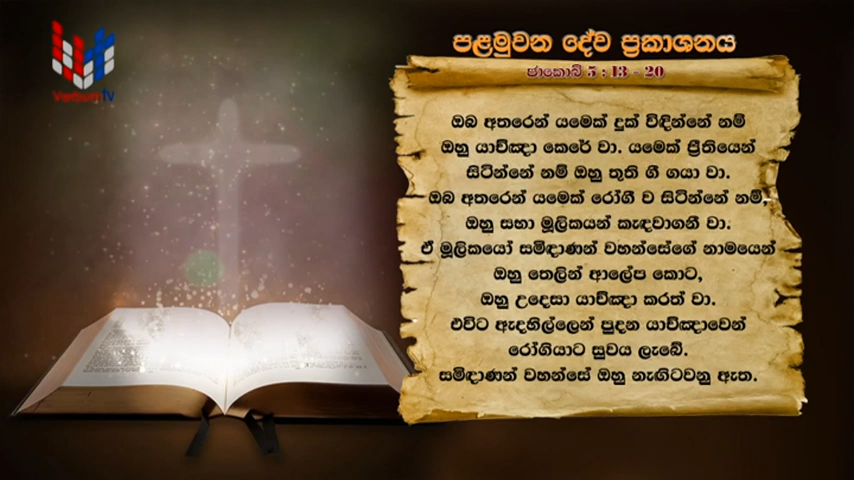 Verbum TV
පළමුවන දේව ප්‍රකාශනය
ජාකොබ් 5 : 13 - 20
ඔබ අතරෙන් යමෙක් දුක් විඳින්නේ නම්
ඔහු යාච්ඤා කෙරේ වා. යමෙක් ප්‍රීතියෙන්
සිටින්නේ නම් ඔහු තුති ගී ගයා වා.
ඔබ අතරෙන් යමෙක් රෝගී ව සිටින්නේ නම්,
ඔහු සභා මූලිකයන් කැඳවාගනී වා.
ඒ මූලිකයෝ සමිඳාණන් වහන්සේගේ නාමයෙන්
ඔහු තෙලින් ආලේප කොට,
ඔහු උදෙසා යාච්ඤා කරත් වා.
එවිට ඇදහිල්ලෙන් පුදන යාච්ඤාවෙන්
රෝගියාට සුවය ලැබේ.
සමිඳාණන් වහන්සේ ඔහු නැඟිටවනු ඇත.